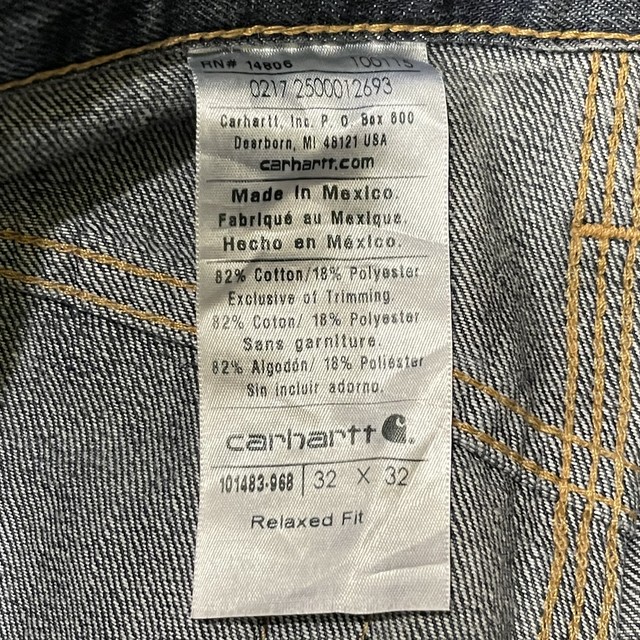 RN# 14806 100115
0217 2500012693
Carhartt, Inc. P. O. Box 600
Dearborn, MI 48121 USA
carhartt.com
Made in Mexico.
Fabriqué au Mexique.
Hecho en México.
82% Cotton/18% Polyester
Exclusive of Trimming.
82% Coton/ 18% Polyester
Sans garniture.
82% Algodón/ 18% Poliéster
Sin incluir adorno.
carhartt
101483-968 32 X 32
Relaxed Fit